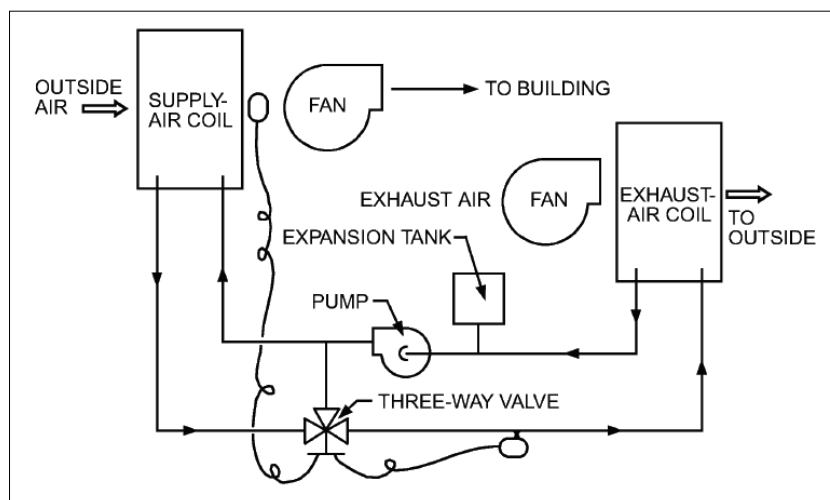 OUTSIDE
AIR
SUPPLY-
AIR COIL
FAN
TO BUILDING
EXHAUST AIR
FAN
EXHAUST-
AIR COIL
TO
OUTSIDE
EXPANSION TANK
PUMP
THREE-WAY VALVE